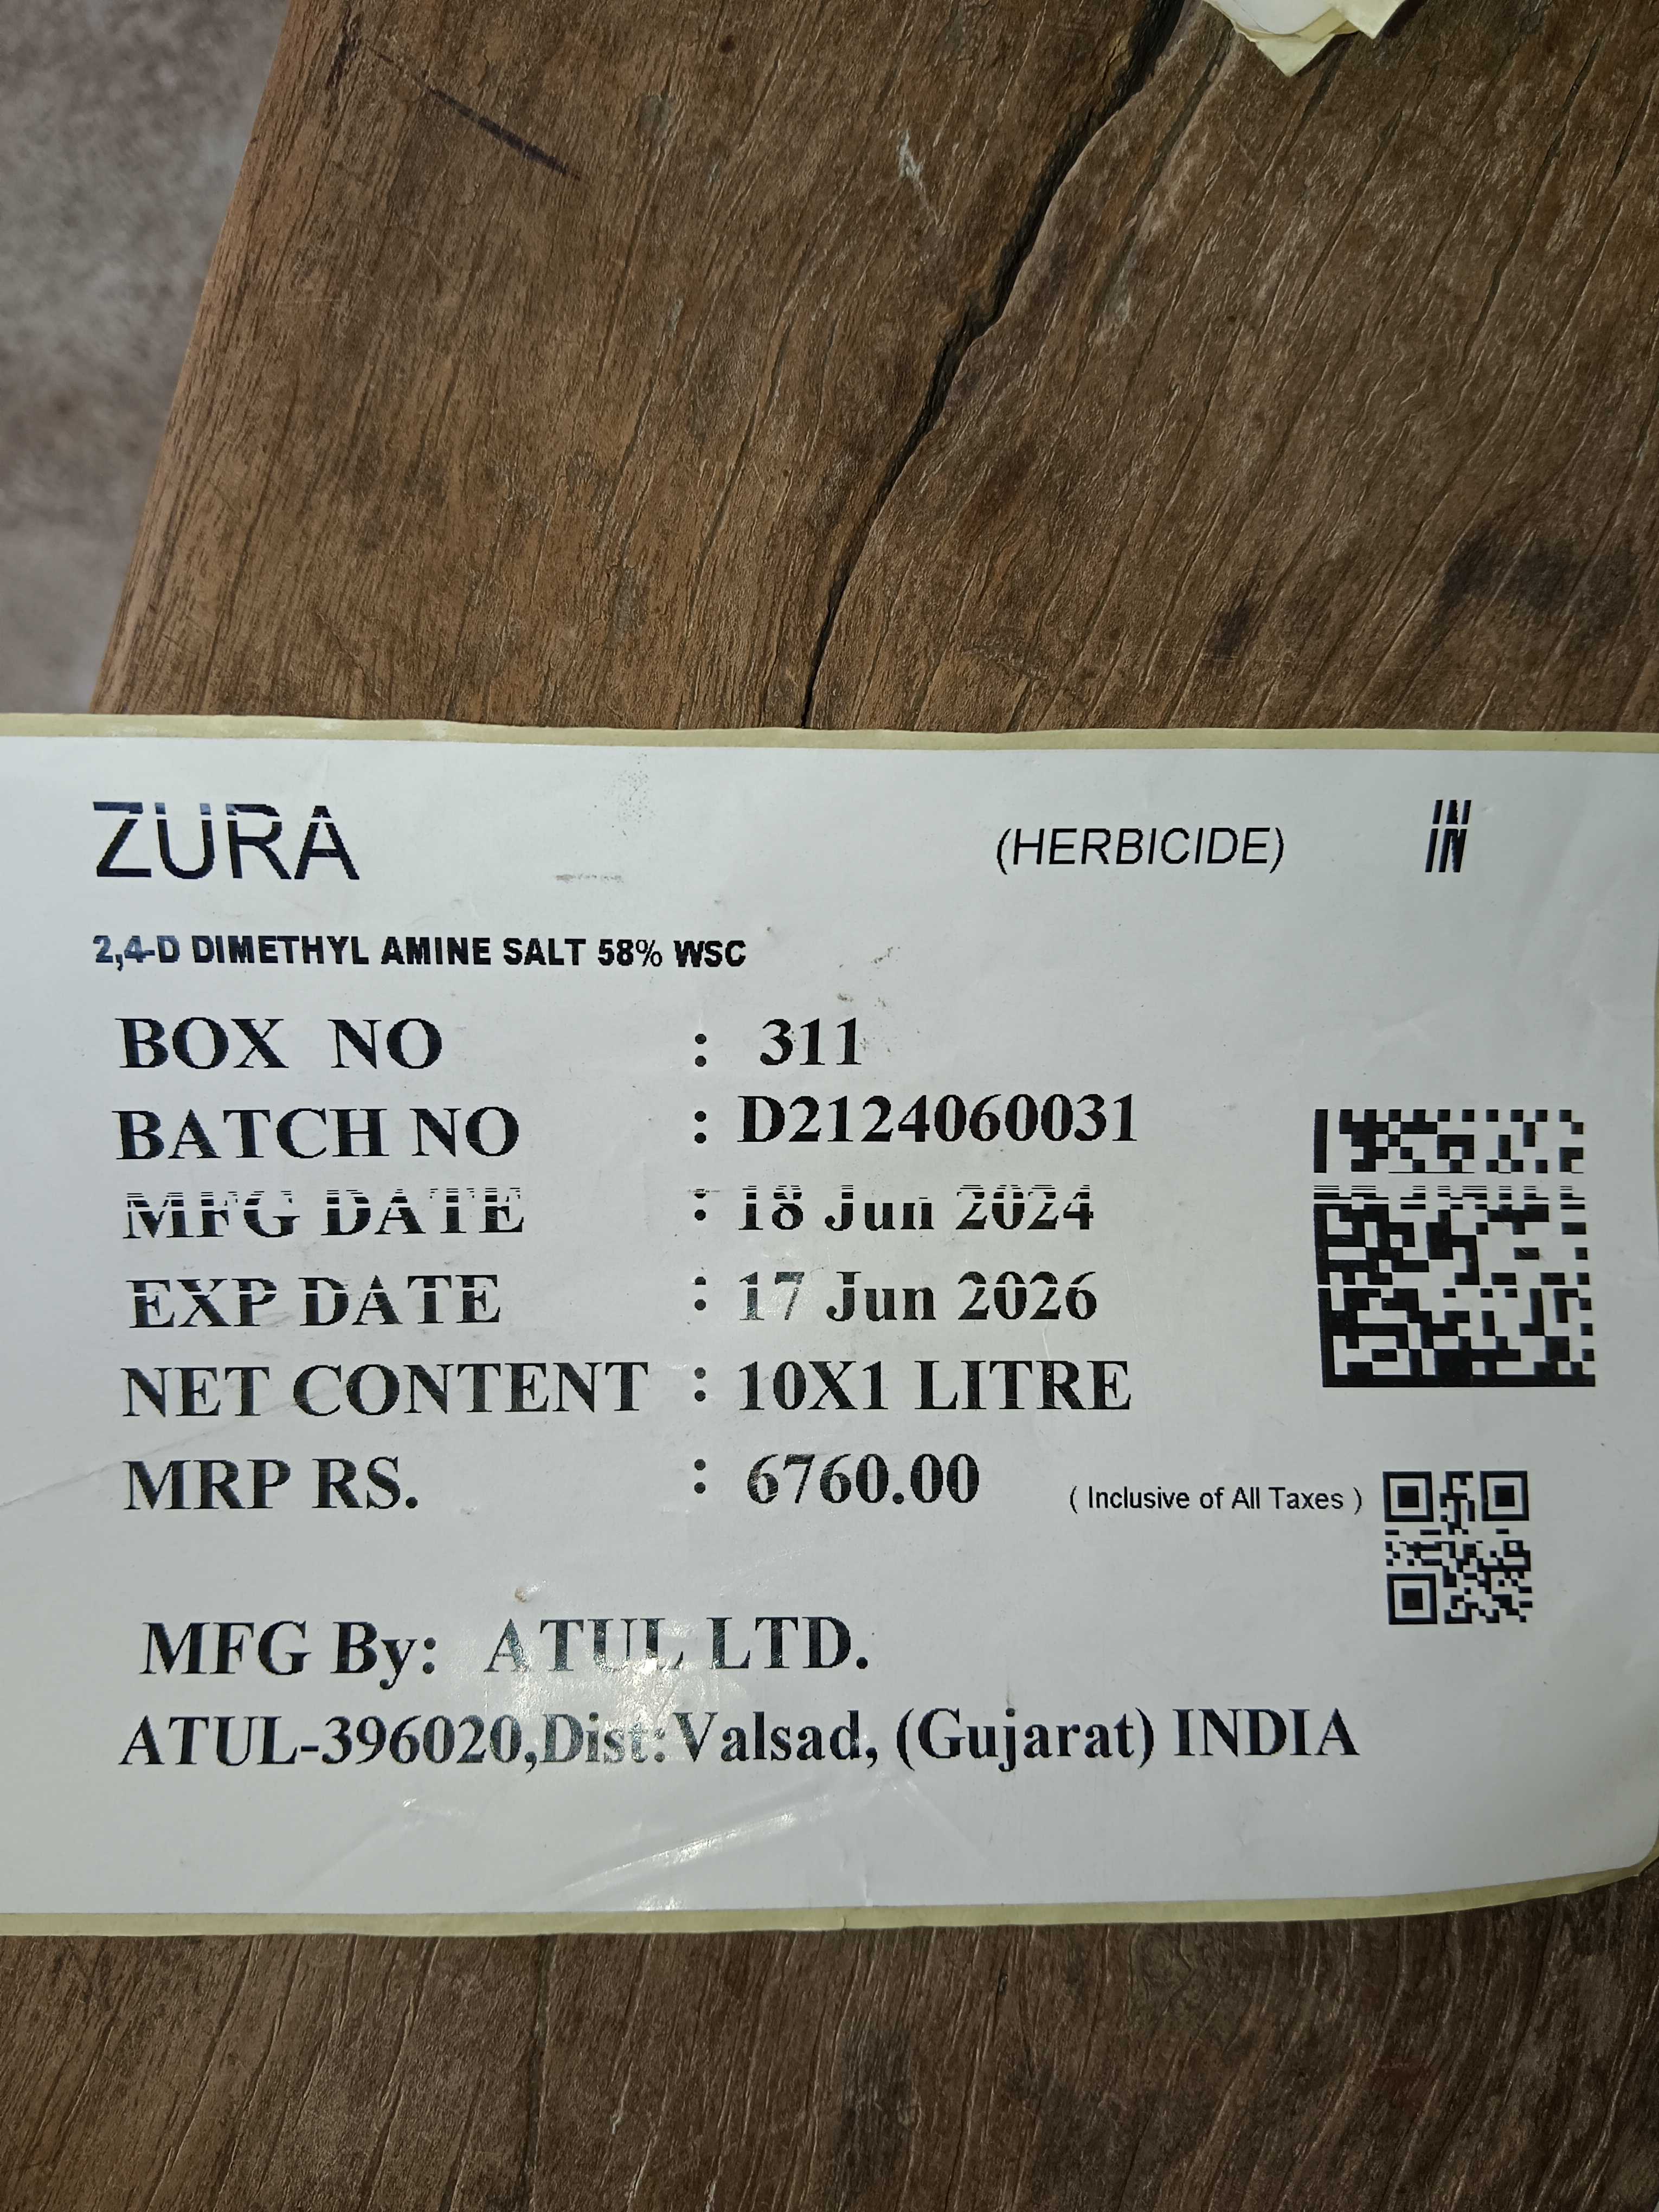 ZURA (HERBICIDE) IN
2,4-D DIMETHYL AMINE SALT 58% WSC
BOX NO : 311
BATCH NO : D2124060031
MFG DATE : 18 Jun 2024
EXP DATE : 17 Jun 2026
NET CONTENT : 10X1 LITRE
MRP RS. : 6760.00 ( Inclusive of All Taxes )
MFG By: ATUL LTD.
ATUL-396020,Dist:Valsad, (Gujarat) INDIA